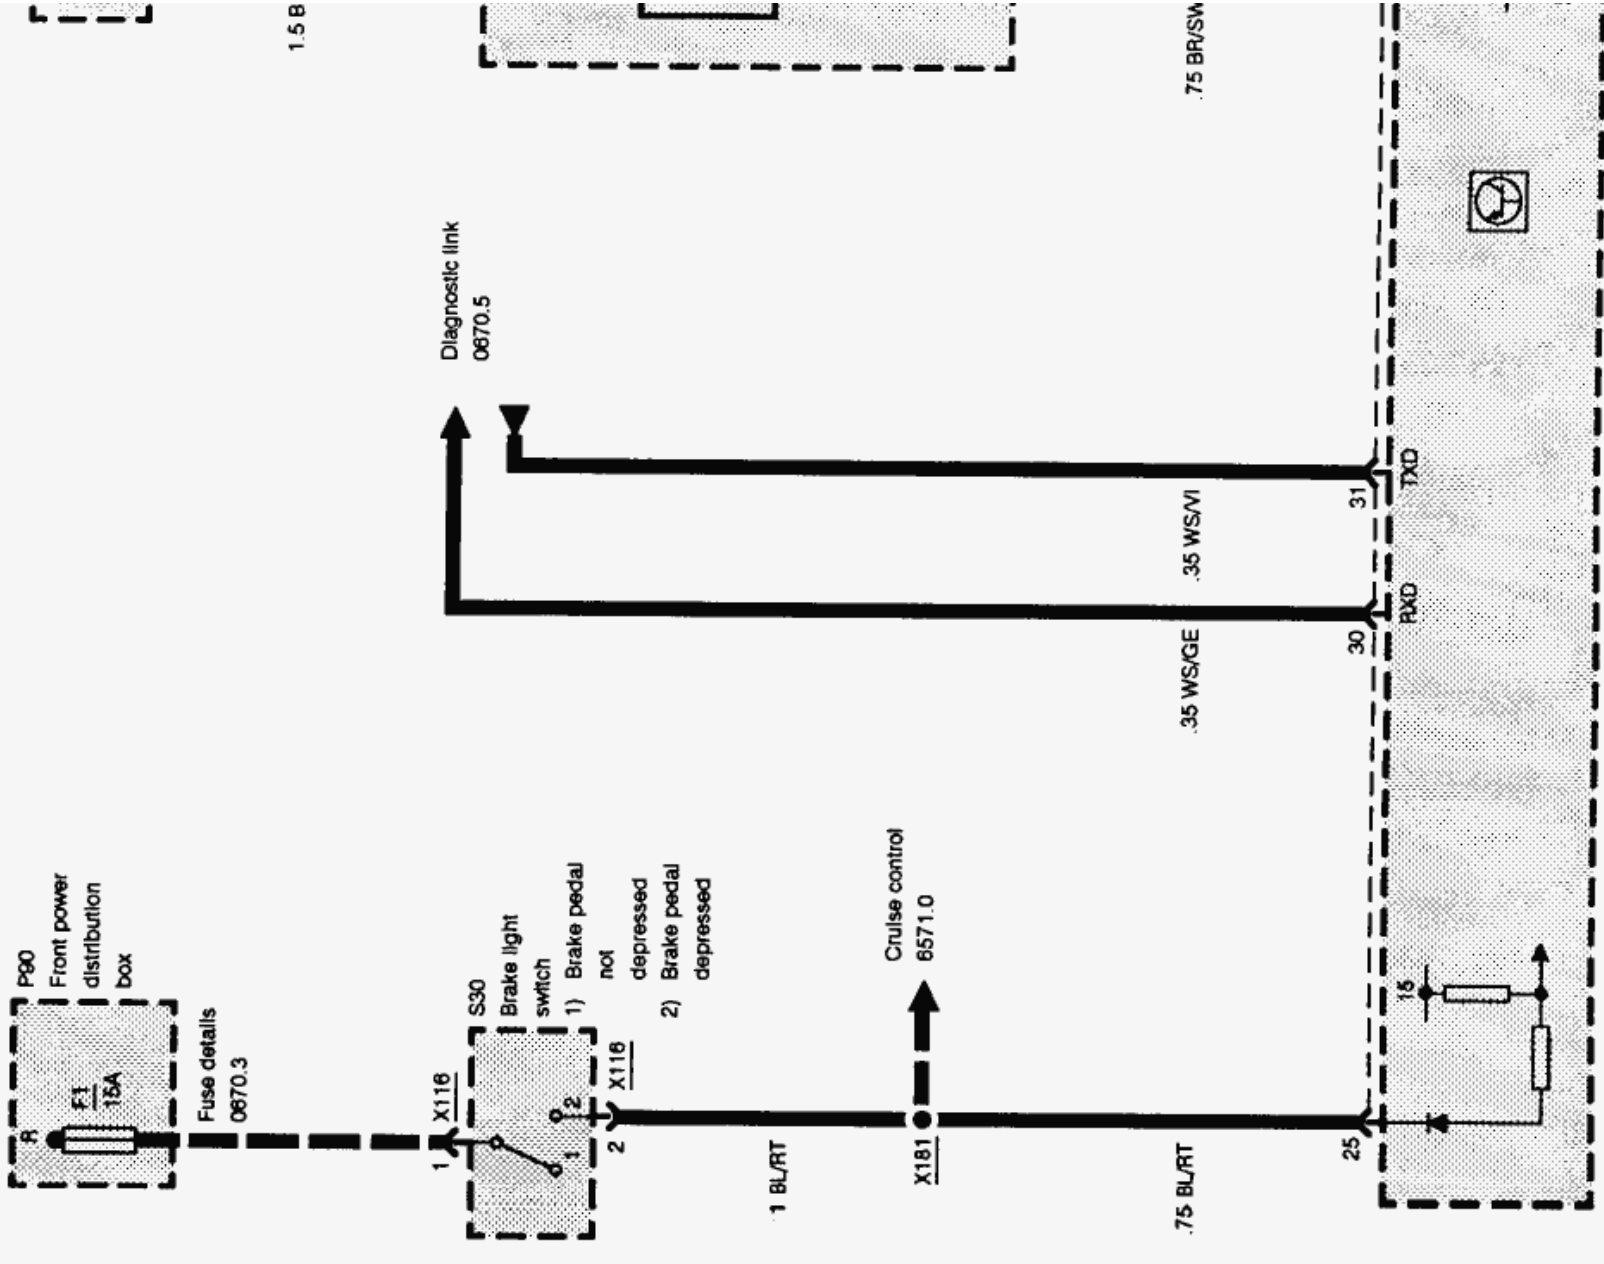 1.5 B
.75 BR/SW
Diagnostic link
0670.5
TXD
31
.35 WS/VI
RXD
30
.35 WS/GE
P90
Front power
distribution
box
R
F1
15A
Fuse details
0670.3
X116
1
S30
Brake light
switch
1) Brake pedal
not
depressed
2) Brake pedal
depressed
1
2
X116
2
1 BL/RT
Cruise control
6571.0
X181
.75 BL/RT
25
15